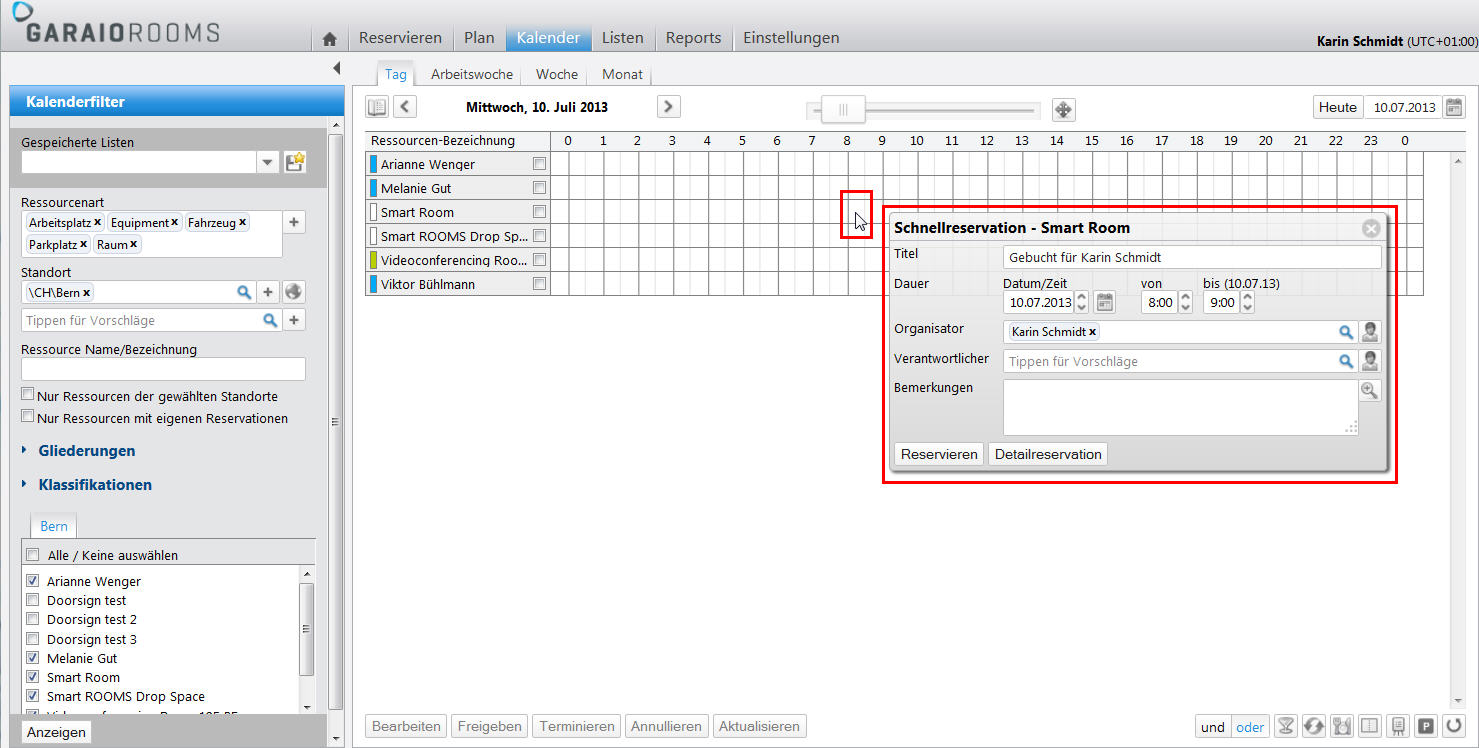 GARAIOROOMS
Reservieren Plan Kalender Listen Reports Einstellungen
Karin Schmidt (UTC+01:00)
Kalenderfilter
Gespeicherte Listen
Ressourcenart
Arbeitsplatz x Equipment x Fahrzeug x
Parkplatz x Raum x
Standort
\CH\Bern x
Tippen für Vorschläge
Ressource Name/Bezeichnung
Nur Ressourcen der gewählten Standorte
Nur Ressourcen mit eigenen Reservationen
Gliederungen
Klassifikationen
Bern
Alle / Keine auswählen
Arianne Wenger
Doorsign test
Doorsign test 2
Doorsign test 3
Melanie Gut
Smart Room
Smart ROOMS Drop Space
Anzeigen
Tag Arbeitswoche Woche Monat
Mittwoch, 10. Juli 2013
Heute 10.07.2013
Ressourcen-Bezeichnung 0 1 2 3 4 5 6 7 8 9 10 11 12 13 14 15 16 17 18 19 20 21 22 23 0
Arianne Wenger
Melanie Gut
Smart Room
Smart ROOMS Drop Sp...
Videoconferencing Roo...
Viktor Bühlmann
Schnellreservation - Smart Room
Titel Gebucht für Karin Schmidt
Dauer Datum/Zeit von bis (10.07.13)
10.07.2013 8:00 9:00
Organisator Karin Schmidt x
Verantwortlicher Tippen für Vorschläge
Bemerkungen
Reservieren Detailreservation
Bearbeiten Freigeben Terminieren Annullieren Aktualisieren
und oder P